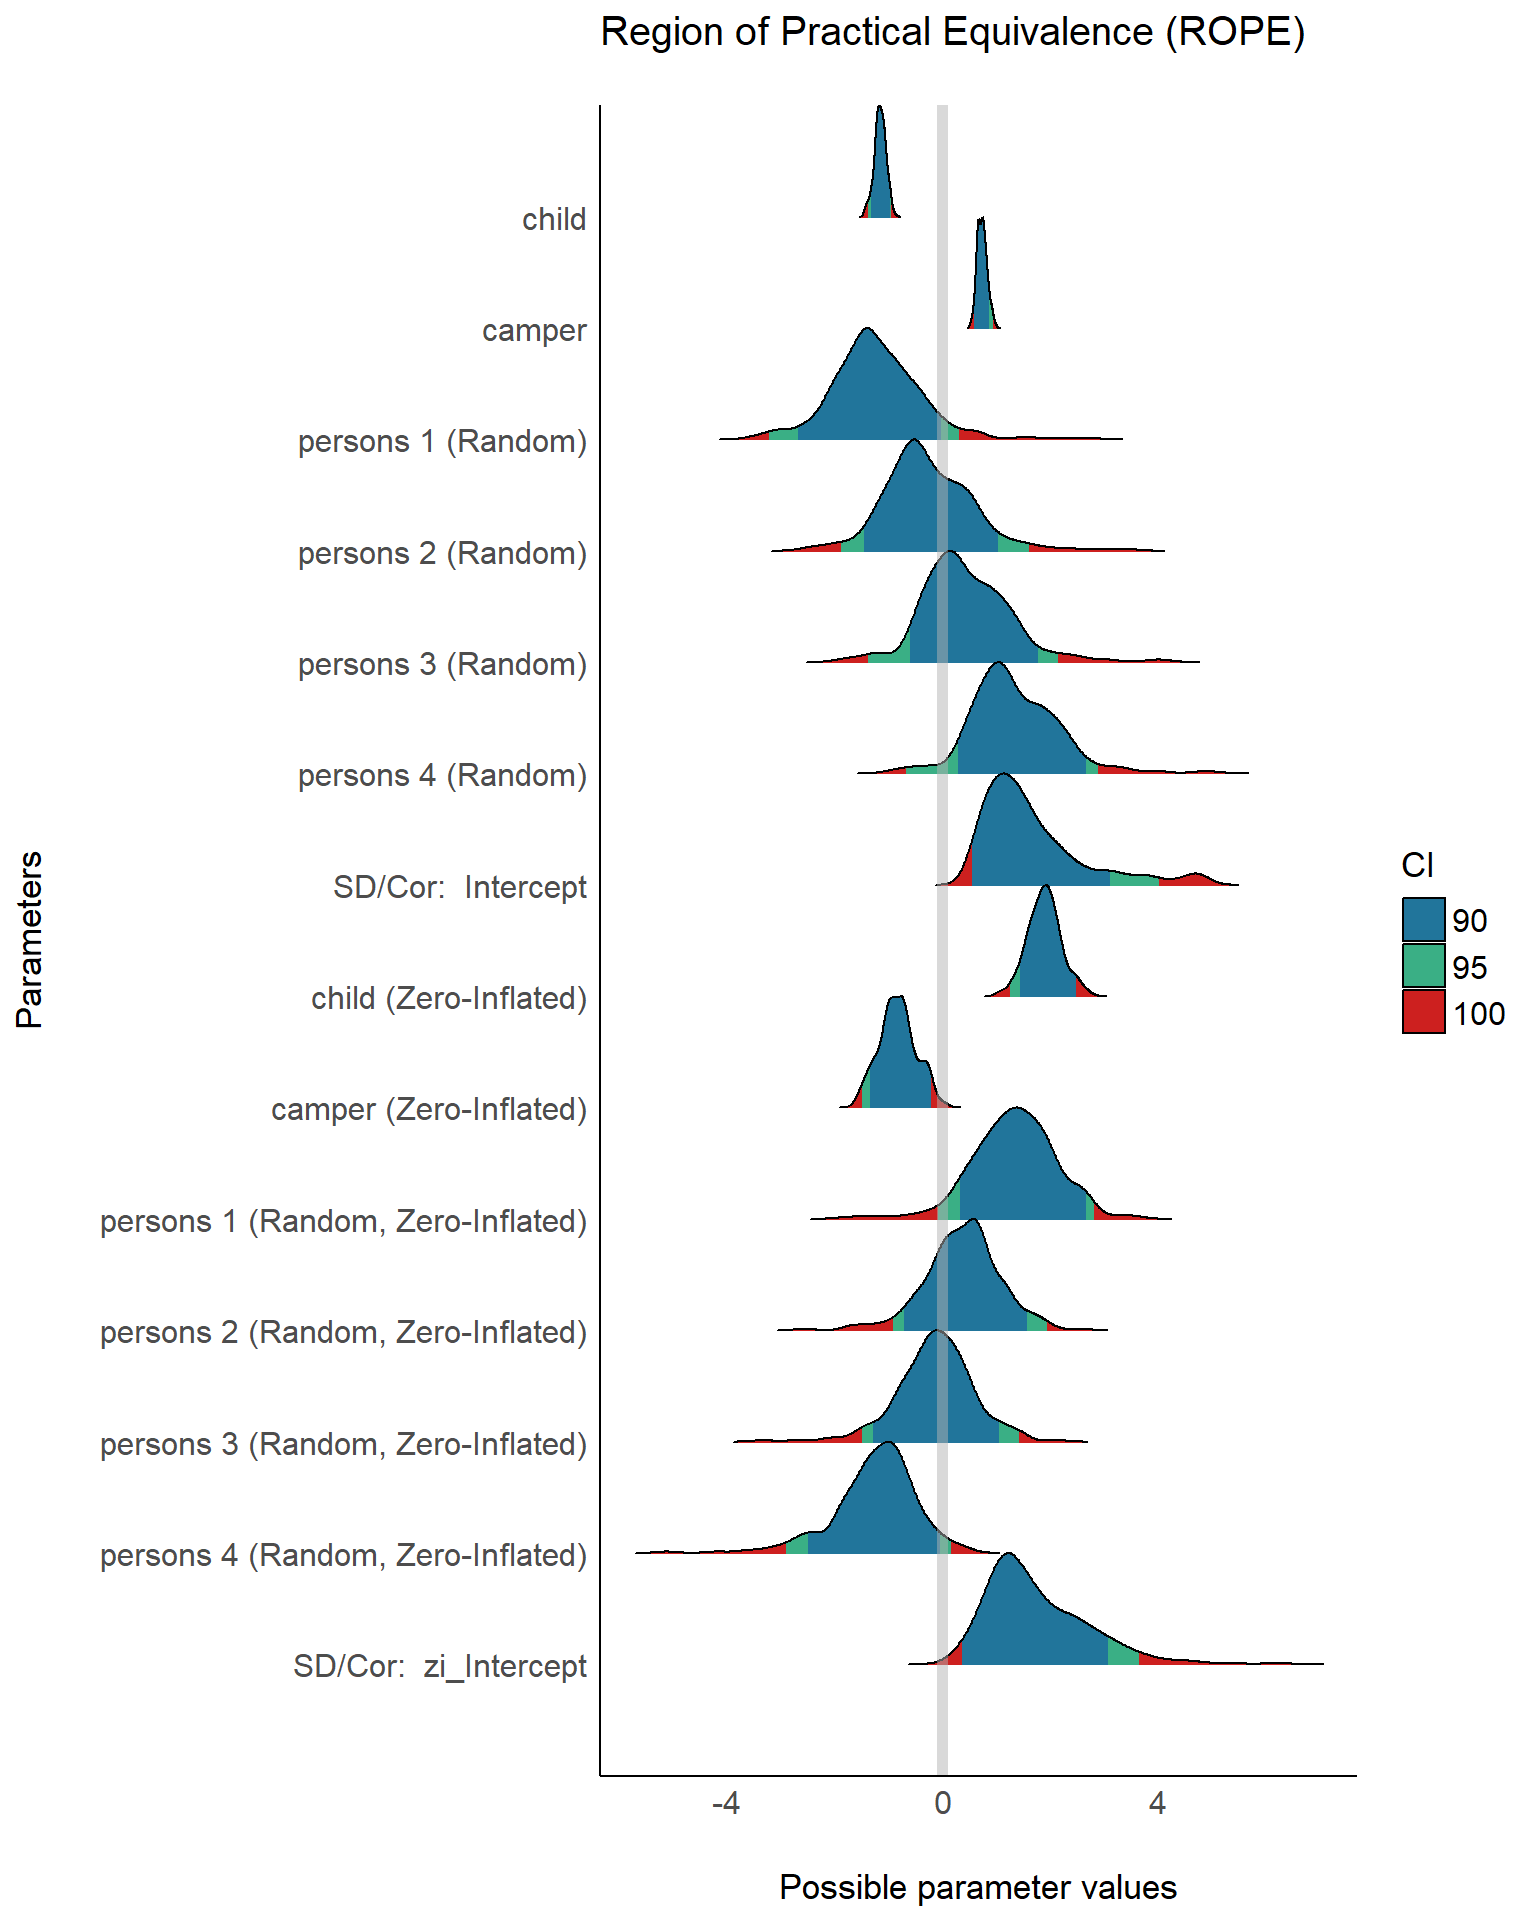 Region of Practical Equivalence (ROPE)
child
camper
persons 1 (Random)
persons 2 (Random)
persons 3 (Random)
persons 4 (Random)
SD/Cor:  Intercept
child (Zero-Inflated)
camper (Zero-Inflated)
persons 1 (Random, Zero-Inflated)
persons 2 (Random, Zero-Inflated)
persons 3 (Random, Zero-Inflated)
persons 4 (Random, Zero-Inflated)
SD/Cor:  zi_Intercept
Parameters
-4 0 4
Possible parameter values
CI
90
95
100